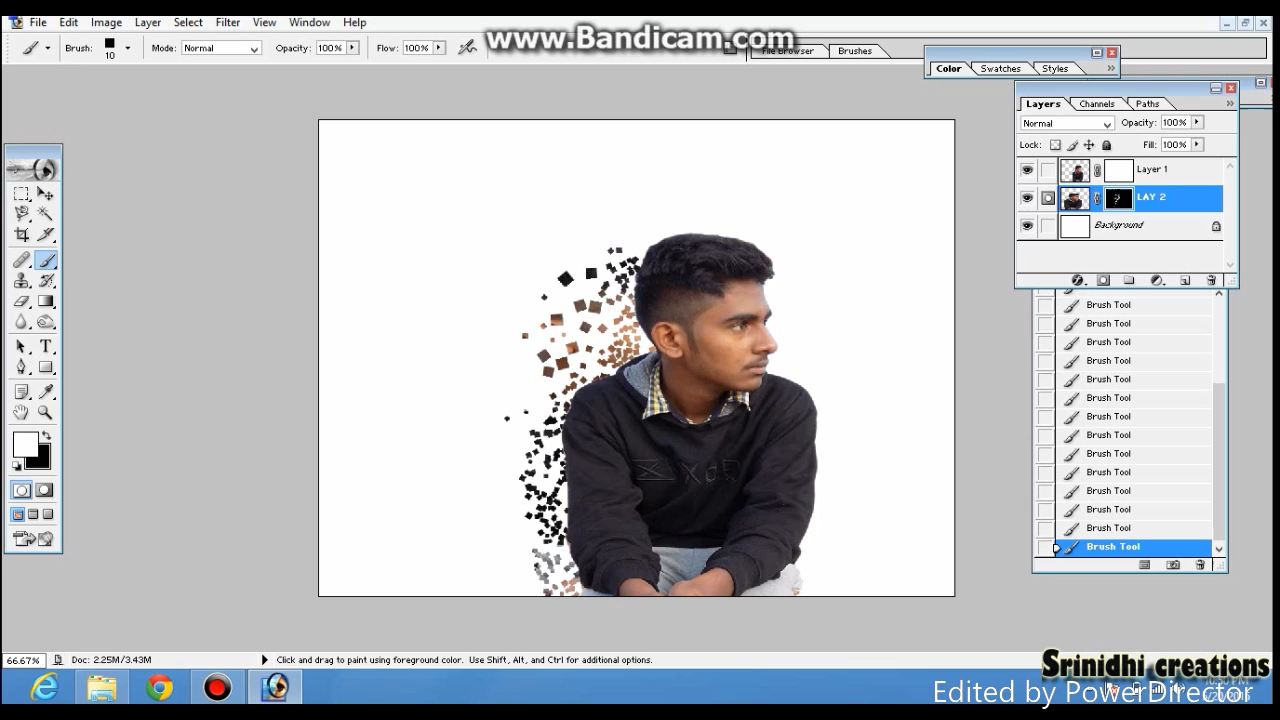 File Edit Image Layer Select Filter View Window Help
www.Bandicam.com
Brush: 10 Mode: Normal Opacity: 100% Flow: 100%
File Browser Brushes
Color Swatches Styles
Layers Channels Paths
Normal Opacity: 100%
Lock: Fill: 100%
Layer 1
LAY 2
Background
Brush Tool
Brush Tool
Brush Tool
Brush Tool
Brush Tool
Brush Tool
Brush Tool
Brush Tool
Brush Tool
Brush Tool
Brush Tool
Brush Tool
Brush Tool
Brush Tool
66.67% Doc: 2.25M/3.43M Click and drag to paint using foreground color. Use Shift, Alt, and Ctrl for additional options.
Srinidhi creations
Edited by PowerDirector